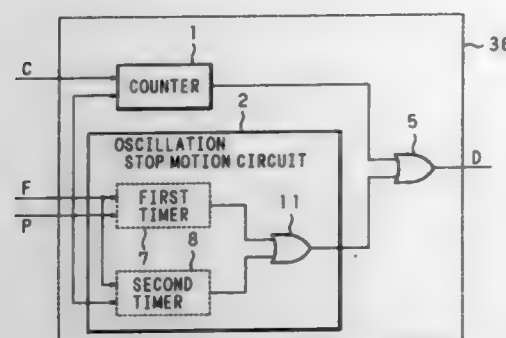 1
36
C
COUNTER
2
5
OSCILLATION
STOP MOTION CIRCUIT
D
11
F
FIRST
TIMER
P
7
8
SECOND
TIMER